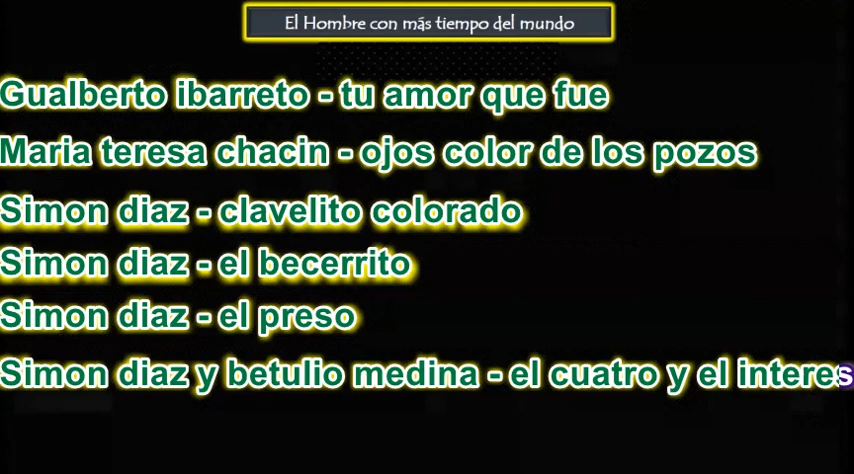 El Hombre con más tiempo del mundo
Gualberto ibarreto - tu amor que fue
Maria teresa chacin - ojos color de los pozos
Simon diaz - clavelito colorado
Simon diaz - el becerrito
Simon diaz - el preso
Simon diaz y betulio medina - el cuatro y el interes